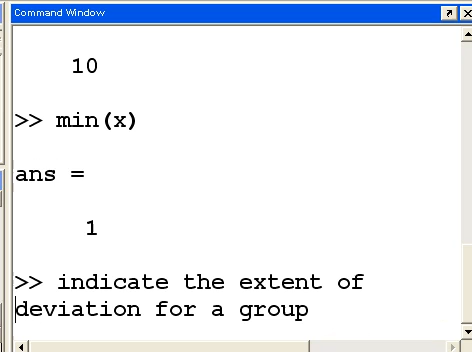 Command Window
10
>> min(x)
ans =
1
>> indicate the extent of
deviation for a group